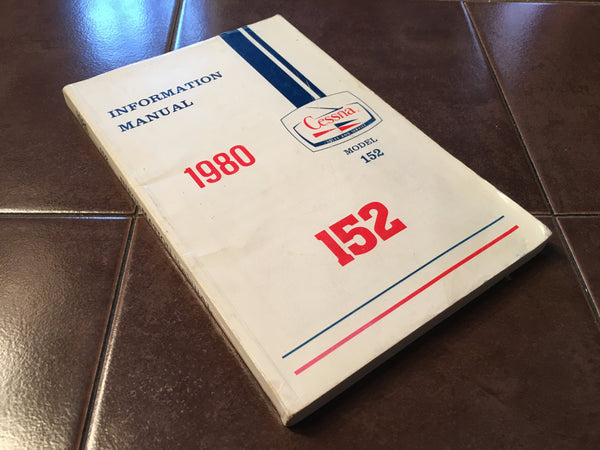 INFORMATION
MANUAL
1980
Cessna
MODEL
152
152